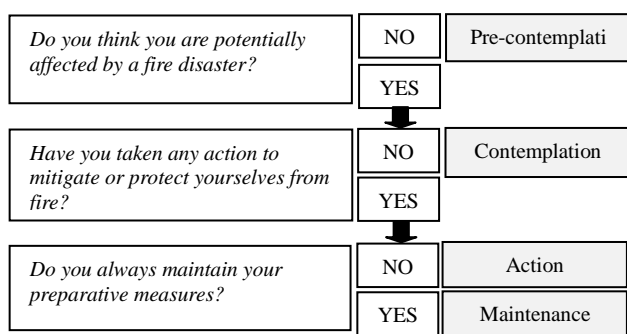 Do you think you are potentially
affected by a fire disaster?
NO
Pre-contemplati
YES
Have you taken any action to
mitigate or protect yourselves from
fire?
NO
Contemplation
YES
Do you always maintain your
preparative measures?
NO
Action
YES
Maintenance